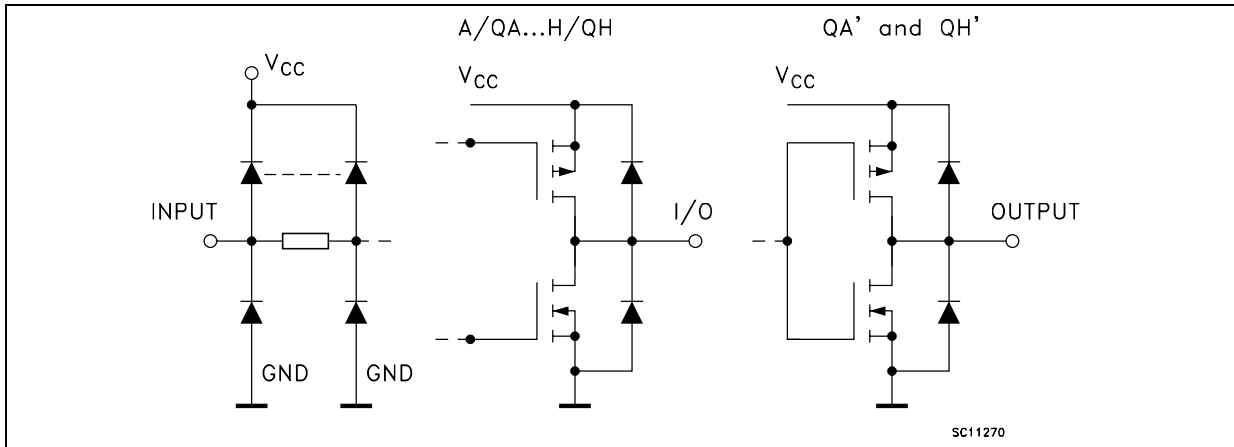 A/QA...H/QH
QA' and QH'
VCC
VCC
VCC
INPUT
I/O
OUTPUT
GND
GND
SC11270